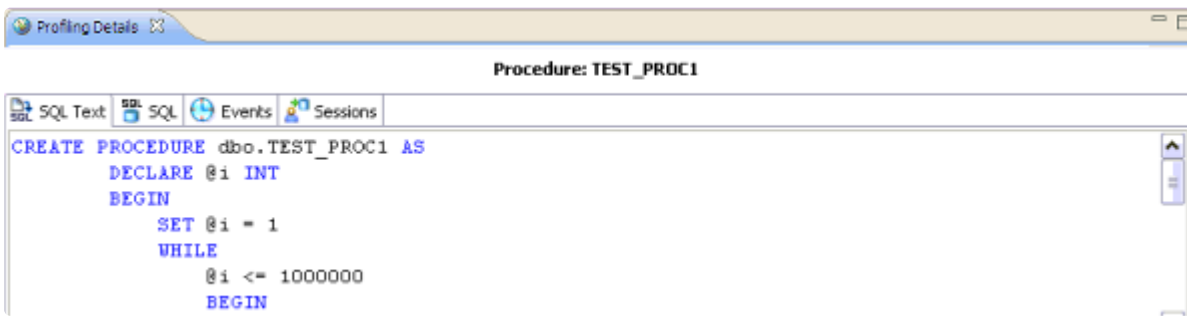 Profiling Details
Procedure: TEST_PROC1
SQL Text SQL Events Sessions
CREATE PROCEDURE dbo.TEST_PROC1 AS
DECLARE @i INT
BEGIN
SET @i = 1
WHILE
@i <= 1000000
BEGIN